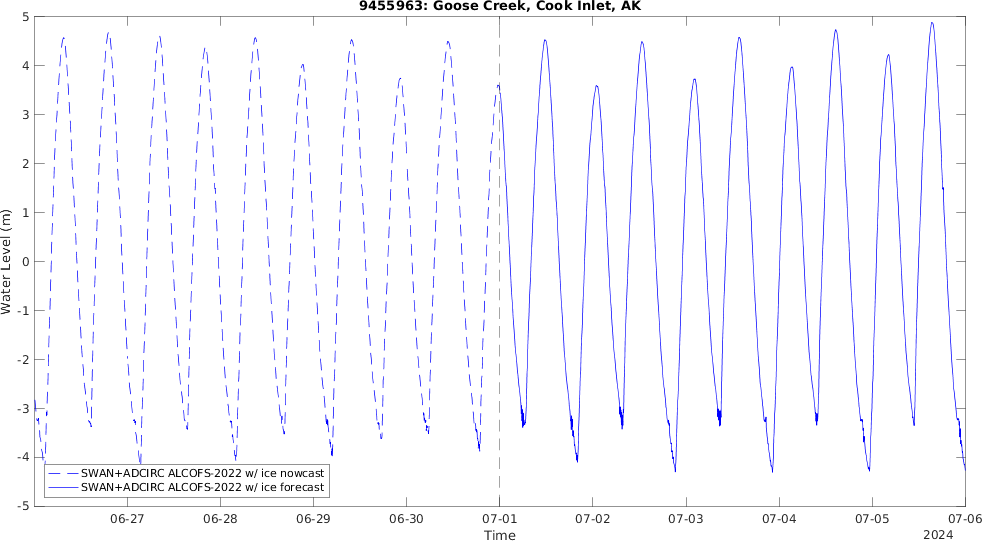 9455963: Goose Creek, Cook Inlet, AK
5
4
3
2
1
0
-1
-2
-3
-4
-5
Water Level (m)
SWAN+ADCIRC ALCOFS-2022 w/ ice nowcast
SWAN+ADCIRC ALCOFS-2022 w/ ice forecast
06-27 06-28 06-29 06-30 07-01 07-02 07-03 07-04 07-05 07-06
Time
2024